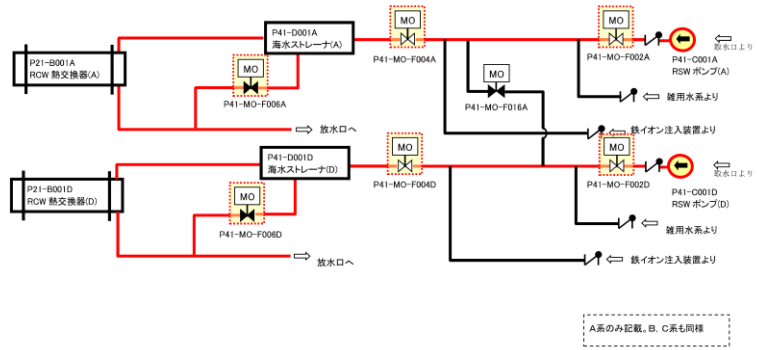 MO
MO
P41-D001A
海水ストレーナ(A)
取水口より
P41-MO-F004A
P41-MO-F002A
P41-C001A
RSW ポンプ(A)
P21-B001A
RCW 熱交換器(A)
MO
MO
P41-MO-F006A
P41-MO-F016A
雑用水系より
放水口へ
鉄イオン注入装置より
MO
MO
P41-D001D
海水ストレーナ(D)
取水口より
P41-MO-F004D
P41-MO-F002D
P41-C001D
RSW ポンプ(D)
P21-B001D
RCW 熱交換器(D)
MO
P41-MO-F006D
雑用水系より
放水口へ
鉄イオン注入装置より
A系のみ記載。B、C系も同様